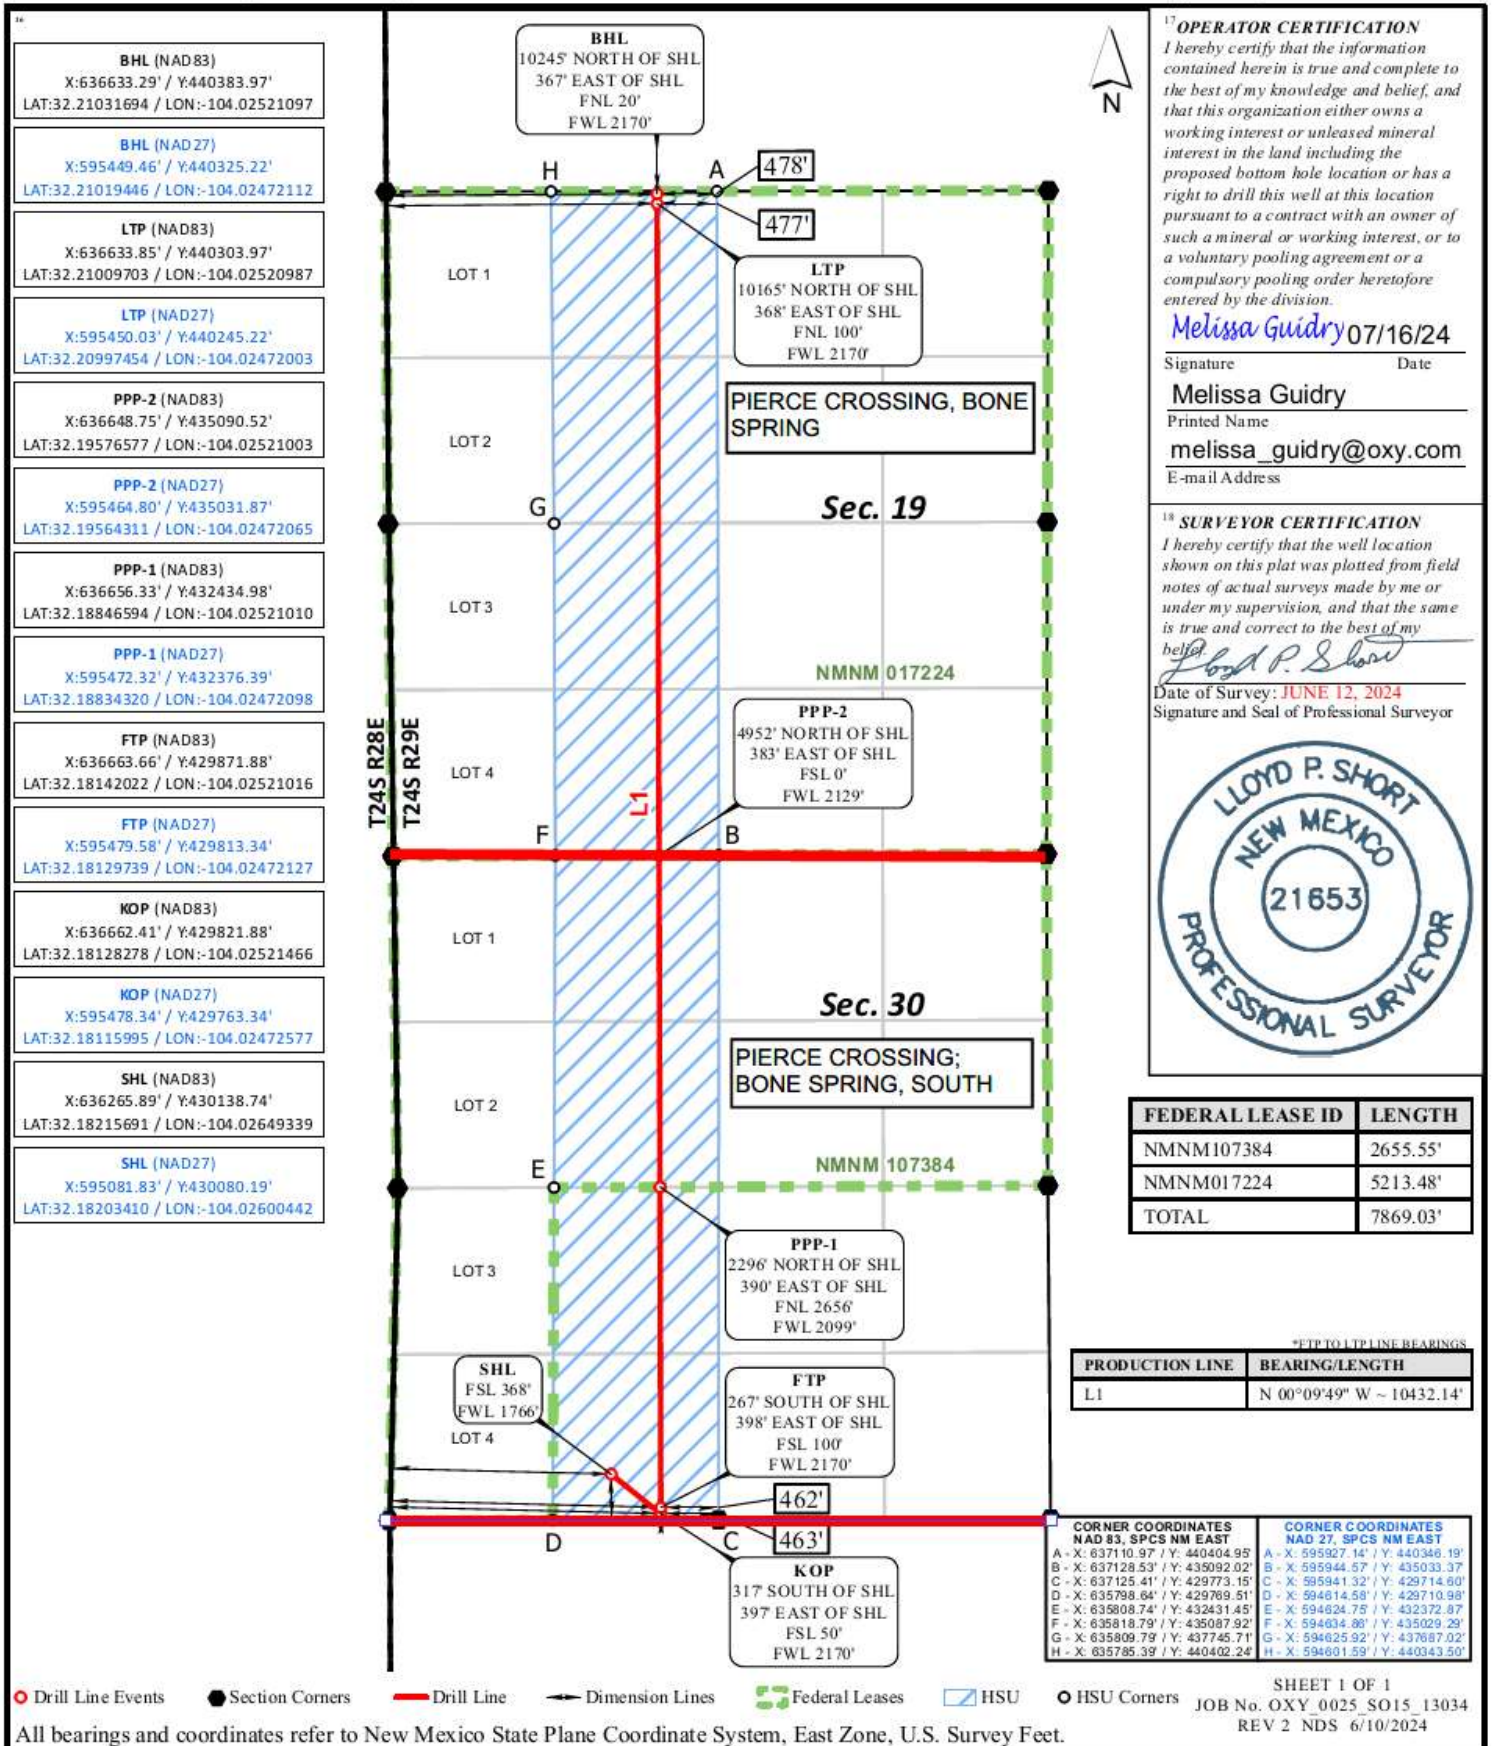 16
BHL (NAD83)
X:636633.29' / Y:440383.97'
LAT:32.21031694 / LON:-104.02521097
BHL (NAD27)
X:595449.46' / Y:440325.22'
LAT:32.21019446 / LON:-104.02472112
LTP (NAD83)
X:636633.85' / Y:440303.97'
LAT:32.21009703 / LON:-104.02520987
LTP (NAD27)
X:595450.03' / Y:440245.22'
LAT:32.20997454 / LON:-104.02472003
PPP-2 (NAD83)
X:636648.75' / Y:435090.52'
LAT:32.19576577 / LON:-104.02521003
PPP-2 (NAD27)
X:595464.80' / Y:435031.87'
LAT:32.19564311 / LON:-104.02472065
PPP-1 (NAD83)
X:636656.33' / Y:432434.98'
LAT:32.18846594 / LON:-104.02521010
PPP-1 (NAD27)
X:595472.32' / Y:432376.39'
LAT:32.18834320 / LON:-104.02472098
FTP (NAD83)
X:636663.66' / Y:429871.88'
LAT:32.18142022 / LON:-104.02521016
FTP (NAD27)
X:595479.58' / Y:429813.34'
LAT:32.18129739 / LON:-104.02472127
KOP (NAD83)
X:636662.41' / Y:429821.88'
LAT:32.18128278 / LON:-104.02521466
KOP (NAD27)
X:595478.34' / Y:429763.34'
LAT:32.18115995 / LON:-104.02472577
SHL (NAD83)
X:636265.89' / Y:430138.74'
LAT:32.18215691 / LON:-104.02649339
SHL (NAD27)
X:595081.83' / Y:430080.19'
LAT:32.18203410 / LON:-104.02600442
BHL
10245' NORTH OF SHL
367' EAST OF SHL
FNL 20'
FWL 2170'
N
H
A
478'
477'
LTP
10165' NORTH OF SHL
368' EAST OF SHL
FNL 100'
FWL 2170'
LOT 1
PIERCE CROSSING, BONE
SPRING
LOT 2
G
Sec. 19
LOT 3
NMNM 017224
PPP-2
4952' NORTH OF SHL
383' EAST OF SHL
FSL 0'
FWL 2129'
T24S R28E
T24S R29E
LOT 4
L1
F
B
LOT 1
Sec. 30
PIERCE CROSSING;
BONE SPRING, SOUTH
LOT 2
E
NMNM 107384
PPP-1
2296' NORTH OF SHL
390' EAST OF SHL
FNL 2656'
FWL 2099'
LOT 3
SHL
FSL 368'
FWL 1766'
LOT 4
FTP
267' SOUTH OF SHL
398' EAST OF SHL
FSL 100'
FWL 2170'
462'
463'
D
C
KOP
317' SOUTH OF SHL
397' EAST OF SHL
FSL 50'
FWL 2170'
17 OPERATOR CERTIFICATION
I hereby certify that the information
contained herein is true and complete to
the best of my knowledge and belief, and
that this organization either owns a
working interest or unleased mineral
interest in the land including the
proposed bottom hole location or has a
right to drill this well at this location
pursuant to a contract with an owner of
such a mineral or working interest, or to
a voluntary pooling agreement or a
compulsory pooling order heretofore
entered by the division.
Melissa Guidry 07/16/24
Signature Date
Melissa Guidry
Printed Name
melissa_guidry@oxy.com
E-mail Address
18 SURVEYOR CERTIFICATION
I hereby certify that the well location
shown on this plat was plotted from field
notes of actual surveys made by me or
under my supervision, and that the same
is true and correct to the best of my
belief.
Lloyd P. Short
Date of Survey: JUNE 12, 2024
Signature and Seal of Professional Surveyor
LLOYD P. SHORT
NEW MEXICO
21653
PROFESSIONAL SURVEYOR
FEDERAL LEASE ID LENGTH
NMNM107384 2655.55'
NMNM017224 5213.48'
TOTAL 7869.03'
*FTP TO LTP LINE BEARINGS
PRODUCTION LINE BEARING/LENGTH
L1 N 00°09'49" W ~ 10432.14'
CORNER COORDINATES
NAD 83, SPCS NM EAST
A - X: 637110.97' / Y: 440404.95'
B - X: 637128.53' / Y: 435092.02'
C - X: 637125.41' / Y: 429773.15'
D - X: 635798.64' / Y: 429769.51'
E - X: 635808.74' / Y: 432431.45'
F - X: 635818.79' / Y: 435087.92'
G - X: 635809.79' / Y: 437745.71'
H - X: 635785.39' / Y: 440402.24'
CORNER COORDINATES
NAD 27, SPCS NM EAST
A - X: 595927.14' / Y: 440346.19'
B - X: 595944.57' / Y: 435033.37'
C - X: 595941.32' / Y: 429714.60'
D - X: 594614.58' / Y: 429710.98'
E - X: 594624.75' / Y: 432372.87'
F - X: 594634.86' / Y: 435029.29'
G - X: 594625.92' / Y: 437687.02'
H - X: 594601.59' / Y: 440343.50'
Drill Line Events
Section Corners
Drill Line
Dimension Lines
Federal Leases
HSU
HSU Corners
SHEET 1 OF 1
JOB No. OXY_0025_SO15_13034
REV 2 NDS 6/10/2024
All bearings and coordinates refer to New Mexico State Plane Coordinate System, East Zone, U.S. Survey Feet.